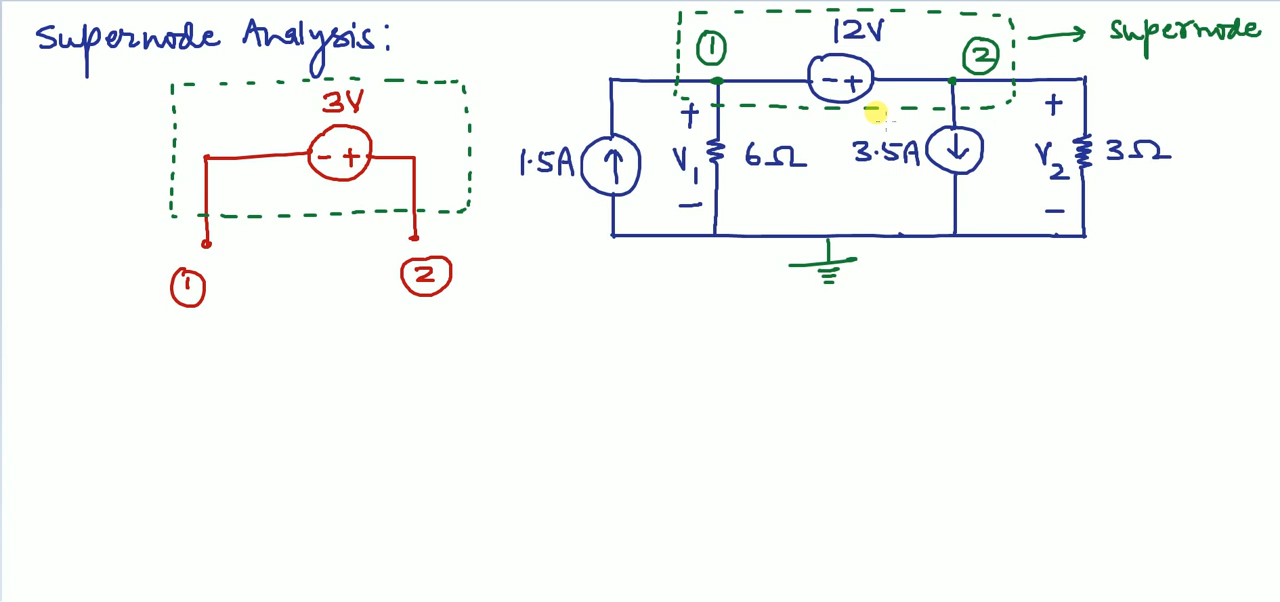 Supernode Analysis:
3V
- +
1
2
12V
1
2
→ supernode
- +
+
+
1.5A
V1
6Ω
3.5A
V2
3Ω
-
-